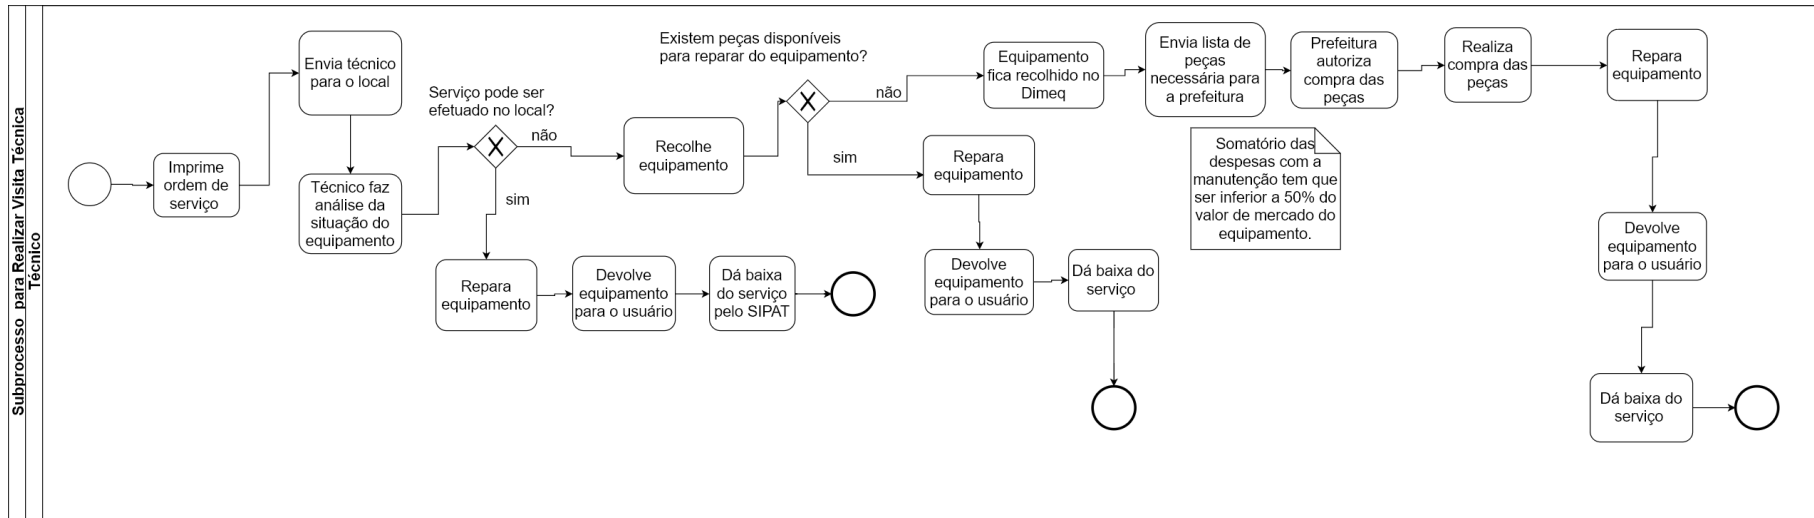 Subprocesso para Realizar Visita Técnica
Técnico
Imprime
ordem de
serviço
Envia técnico
para o local
Técnico faz
análise da
situação do
equipamento
Serviço pode ser
efetuado no local?
não
sim
Repara
equipamento
Devolve
equipamento
para o usuário
Dá baixa
do serviço
pelo SIPAT
Recolhe
equipamento
Existem peças disponíveis
para reparar do equipamento?
não
sim
Repara
equipamento
Devolve
equipamento
para o usuário
Dá baixa do
serviço
Equipamento
fica recolhido no
Dimeq
Envia lista de
peças
necessária para
a prefeitura
Prefeitura
autoriza
compra das
peças
Realiza
compra das
peças
Somatório das
despesas com a
manutenção tem que
ser inferior a 50% do
valor de mercado do
equipamento.
Repara
equipamento
Devolve
equipamento
para o usuário
Dá baixa do
serviço